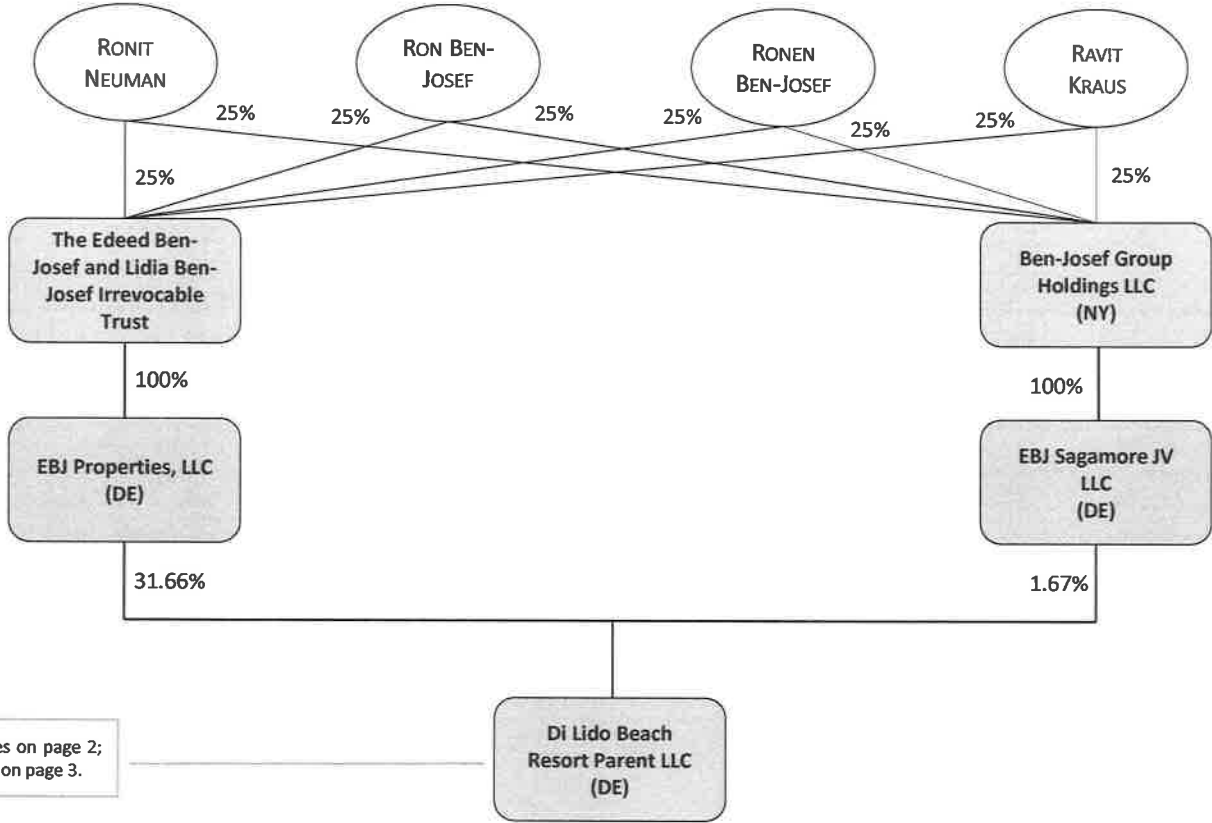 RONIT
NEUMAN
RON BEN-
JOSEF
RONEN
BEN-JOSEF
RAVIT
KRAUS
25%
25%
25%
25%
25%
25%
25%
25%
The Edeed Ben-
Josef and Lidia Ben-
Josef Irrevocable
Trust
Ben-Josef Group
Holdings LLC
(NY)
100%
100%
EBJ Properties, LLC
(DE)
EBJ Sagamore JV
LLC
(DE)
31.66%
1.67%
Di Lido Beach
Resort Parent LLC
(DE)
es on page 2;
on page 3.